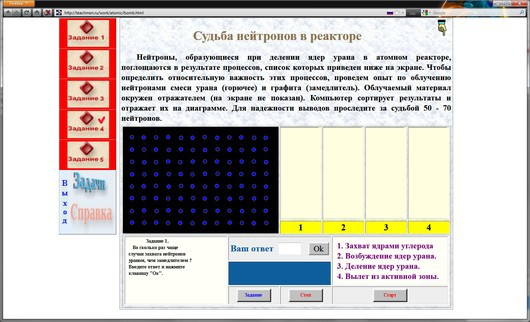 http://teachmen.ru/work/atomic/bomb.html
Google
Задание 1
Задание 2
Задание 3
Задание 4
Задание 5
Выход
Задачи
Справка
Судьба нейтронов в реакторе
Нейтроны, образующиеся при делении ядер урана в атомном реакторе,
поглощаются в результате процессов, список которых приведен ниже на экране. Чтобы
определить относительную важность этих процессов, проведем опыт по облучению
нейтронами смеси урана (горючее) и графита (замедлитель). Облучаемый материал
окружен отражателем (на экране не показан). Компьютер сортирует результаты и
отражает их на диаграмме. Для надежности выводов проследите за судьбой 50 - 70
нейтронов.
1 2 3 4
Задание 1.
Во сколько раз чаще
случаи захвата нейтронов
ураном, чем замедлителем ?
Введите ответ и нажмите
клавишу "Ок".
Ваш ответ
Ok
1. Захват ядрами углерода
2. Возбуждение ядер урана.
3. Деление ядер урана.
4. Вылет из активной зоны.
Задание
Стоп
Старт